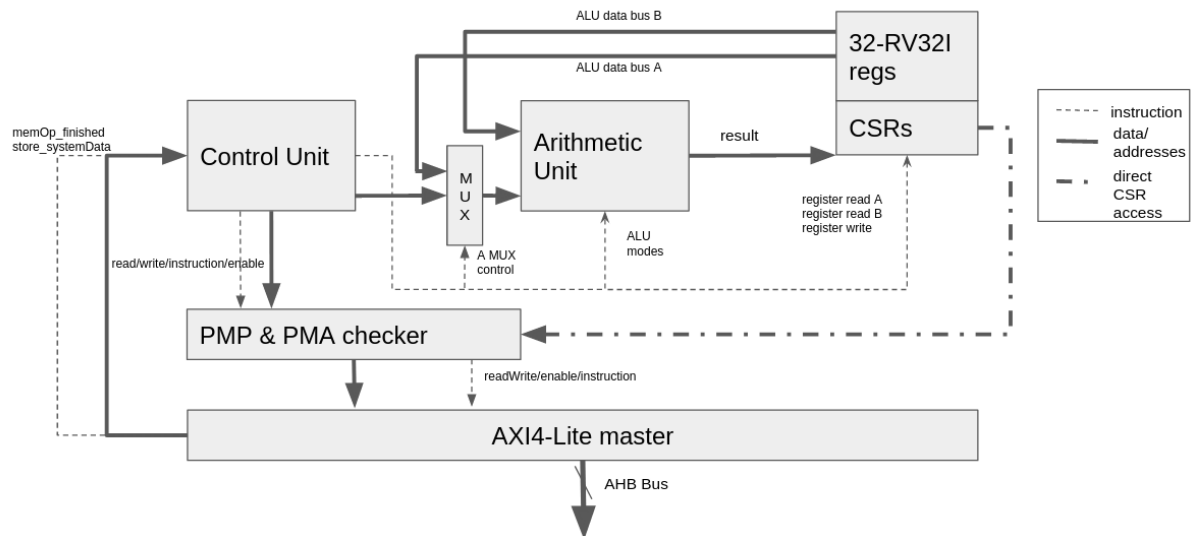 ALU data bus B
ALU data bus A
32-RV32I
regs
CSRs
instruction
data/
addresses
direct
CSR
access
memOp_finished
store_systemData
Control Unit
M
U
X
Arithmetic
Unit
result
register read A
register read B
register write
ALU
modes
A MUX
control
read/write/instruction/enable
PMP & PMA checker
readWrite/enable/instruction
AXI4-Lite master
AHB Bus